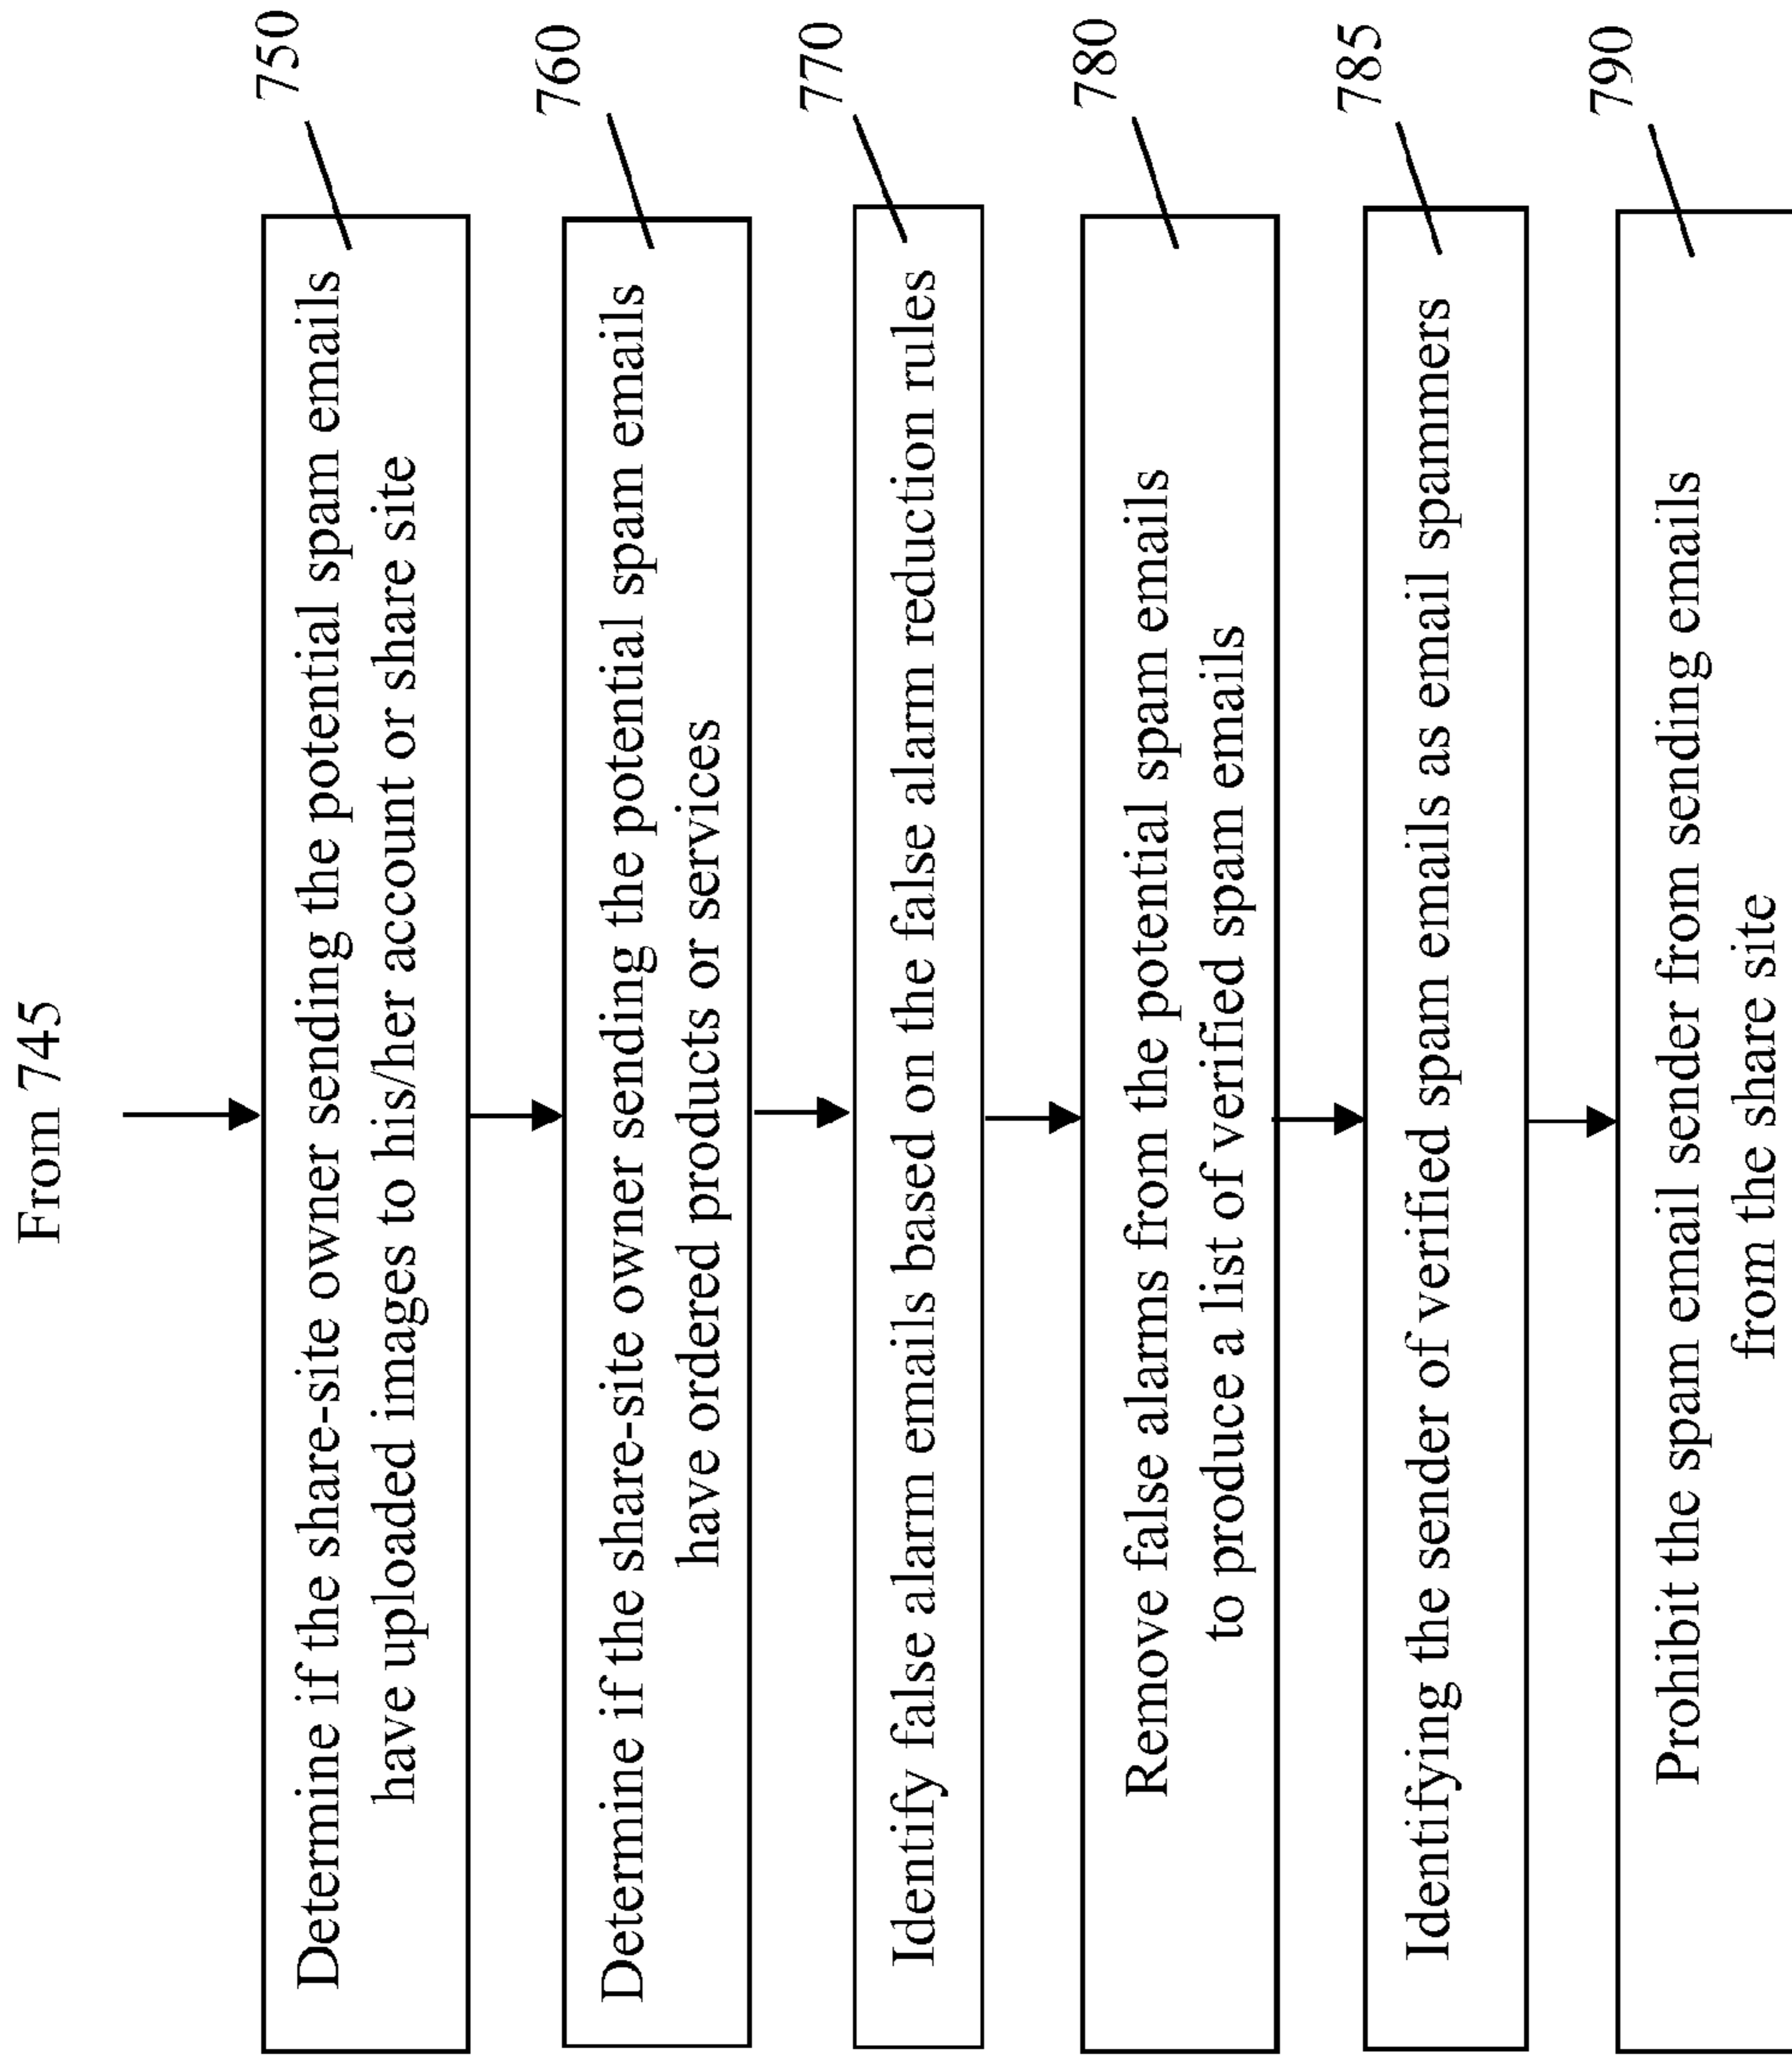 From 745
Determine if the share-site owner sending the potential spam emails
have uploaded images to his/her account or share site
750
Determine if the share-site owner sending the potential spam emails
have ordered products or services
760
Identify false alarm emails based on the false alarm reduction rules
770
Remove false alarms from the potential spam emails
to produce a list of verified spam emails
780
Identifying the sender of verified spam emails as email spammers
785
Prohibit the spam email sender from sending emails
from the share site
790